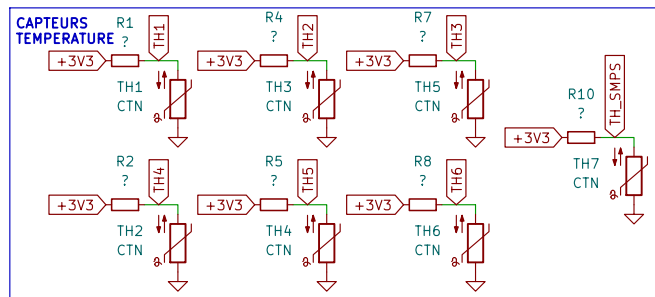 CAPTEURS
TEMPERATURE
R1
?
+3V3
TH1
TH1
CTN
R4
?
+3V3
TH2
TH3
CTN
R7
?
+3V3
TH3
TH5
CTN
R10
?
+3V3
TH_SMPS
TH7
CTN
R2
?
+3V3
TH4
TH2
CTN
R5
?
+3V3
TH5
TH4
CTN
R8
?
+3V3
TH6
TH6
CTN